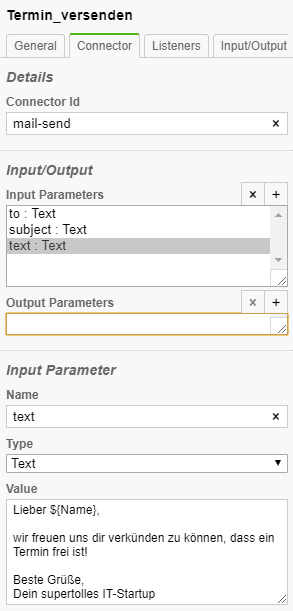 Termin_versenden
General Connector Listeners Input/Output
Details
Connector Id
mail-send ×
Input/Output
Input Parameters × +
to : Text
subject : Text
text : Text
Output Parameters × +
Input Parameter
Name
text ×
Type
Text
Value
Lieber ${Name},
wir freuen uns dir verkünden zu können, dass ein
Termin frei ist!
Beste Grüße,
Dein supertolles IT-Startup